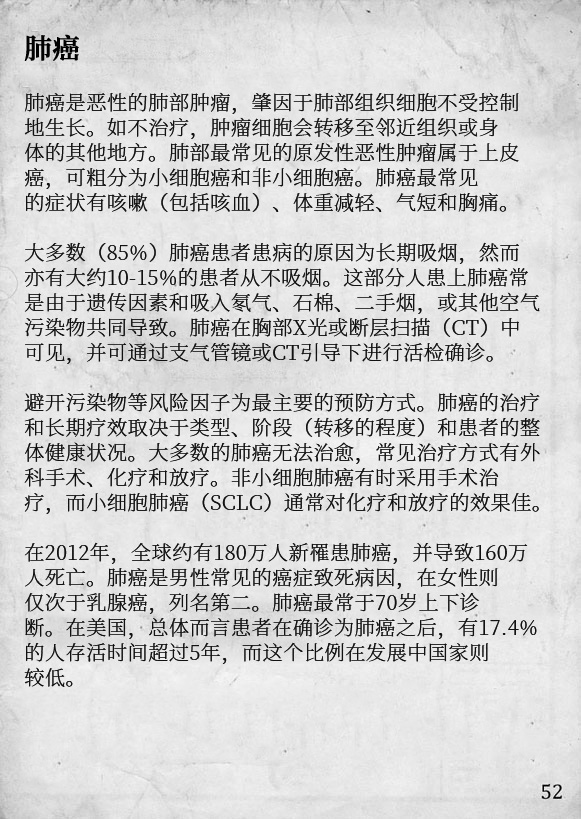 肺癌
肺癌是恶性的肺部肿瘤，肇因于肺部组织细胞不受控制
地生长。如不治疗，肿瘤细胞会转移至邻近组织或身
体的其他地方。肺部最常见的原发性恶性肿瘤属于上皮
癌，可粗分为小细胞癌和非小细胞癌。肺癌最常见
的症状有咳嗽（包括咳血）、体重减轻、气短和胸痛。
大多数（85%）肺癌患者患病的原因为长期吸烟，然而
亦有大约10-15%的患者从不吸烟。这部分人患上肺癌常
是由于遗传因素和吸入氡气、石棉、二手烟，或其他空气
污染物共同导致。肺癌在胸部X光或断层扫描（CT）中
可见，并可通过支气管镜或CT引导下进行活检确诊。
避开污染物等风险因子为最主要的预防方式。肺癌的治疗
和长期疗效取决于类型、阶段（转移的程度）和患者的整
体健康状况。大多数的肺癌无法治愈，常见治疗方式有外
科手术、化疗和放疗。非小细胞肺癌有时采用手术治
疗，而小细胞肺癌（SCLC）通常对化疗和放疗的效果佳。
在2012年，全球约有180万人新罹患肺癌，并导致160万
人死亡。肺癌是男性常见的癌症致死病因，在女性则
仅次于乳腺癌，列名第二。肺癌最常于70岁上下诊
断。在美国，总体而言患者在确诊为肺癌之后，有17.4%
的人存活时间超过5年，而这个比例在发展中国家则
较低。
52